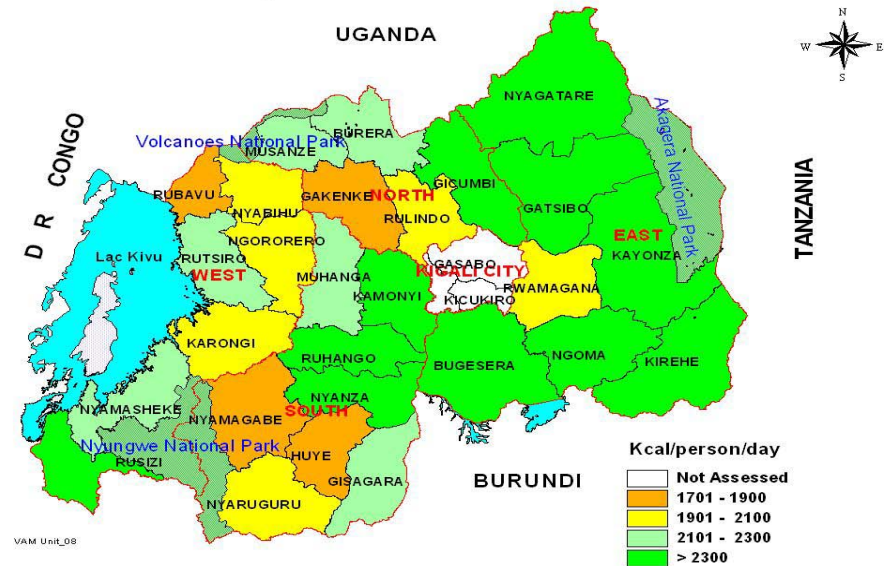 UGANDA
N
W
E
S
NYAGATARE
D R CONGO
Volcanoes National Park
BURERA
MUSANZE
Akagera National Park
TANZANIA
RUBAVU
GAKENKE
NORTH
GICUMBI
NYABIHU
RULINDO
GATSIBO
NGORORERO
EAST
Lac Kivu
RUTSIRO
WEST
MUHANGA
GASABO
KIGALI CITY
KAYONZA
KAMONYI
KICUKIRO
RWAMAGANA
KARONGI
RUHANGO
BUGESERA
NGOMA
KIREHE
NYANZA
NYAMASHEKE
NYAMAGABE
SOUTH
Nyungwe National Park
RUSIZI
HUYE
GISAGARA
BURUNDI
NYARUGURU
Kcal/person/day
Not Assessed
1701 - 1900
1901 - 2100
2101 - 2300
> 2300
VAM Unit_08